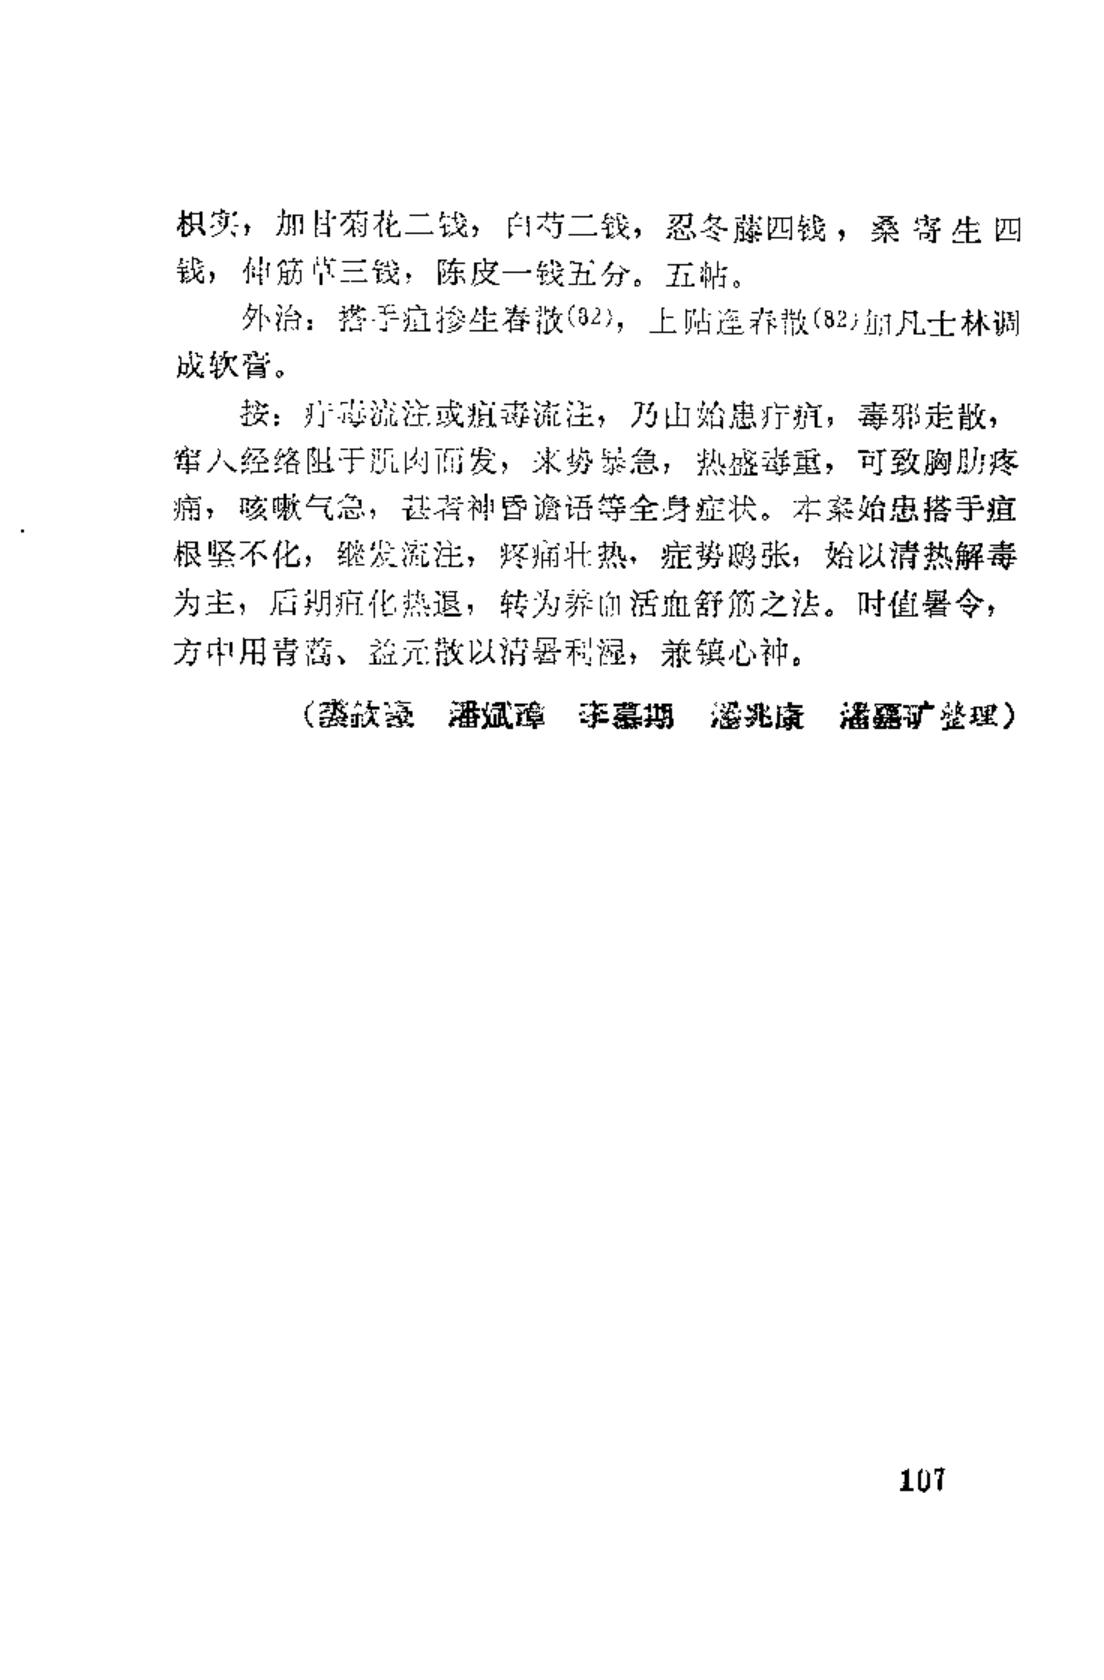 枳实，加甘菊花二钱，白芍二钱，忍冬藤四钱，桑寄生四
钱，伸筋草三钱，陈皮一钱五分。五帖。
外治：搭手疽掺生春散(82)，上贴逢春散(82)加凡士林调
成软膏。
按：疔毒流注或疽毒流注，乃由始患疔疽，毒邪走散，
窜入经络阻于肌肉而发，来势暴急，热盛毒重，可致胸肋疼
痛，咳嗽气急，甚者神昏谵语等全身症状。本案始患搭手疽
根坚不化，继发流注，疼痛壮热，症势鸱张，始以清热解毒
为主，后期疽化热退，转为养血活血舒筋之法。时值暑令，
方中用青蒿、益元散以清暑利湿，兼镇心神。
（裘钦豪　潘斌璋　李慕期　潘兆康　矿整理）
107